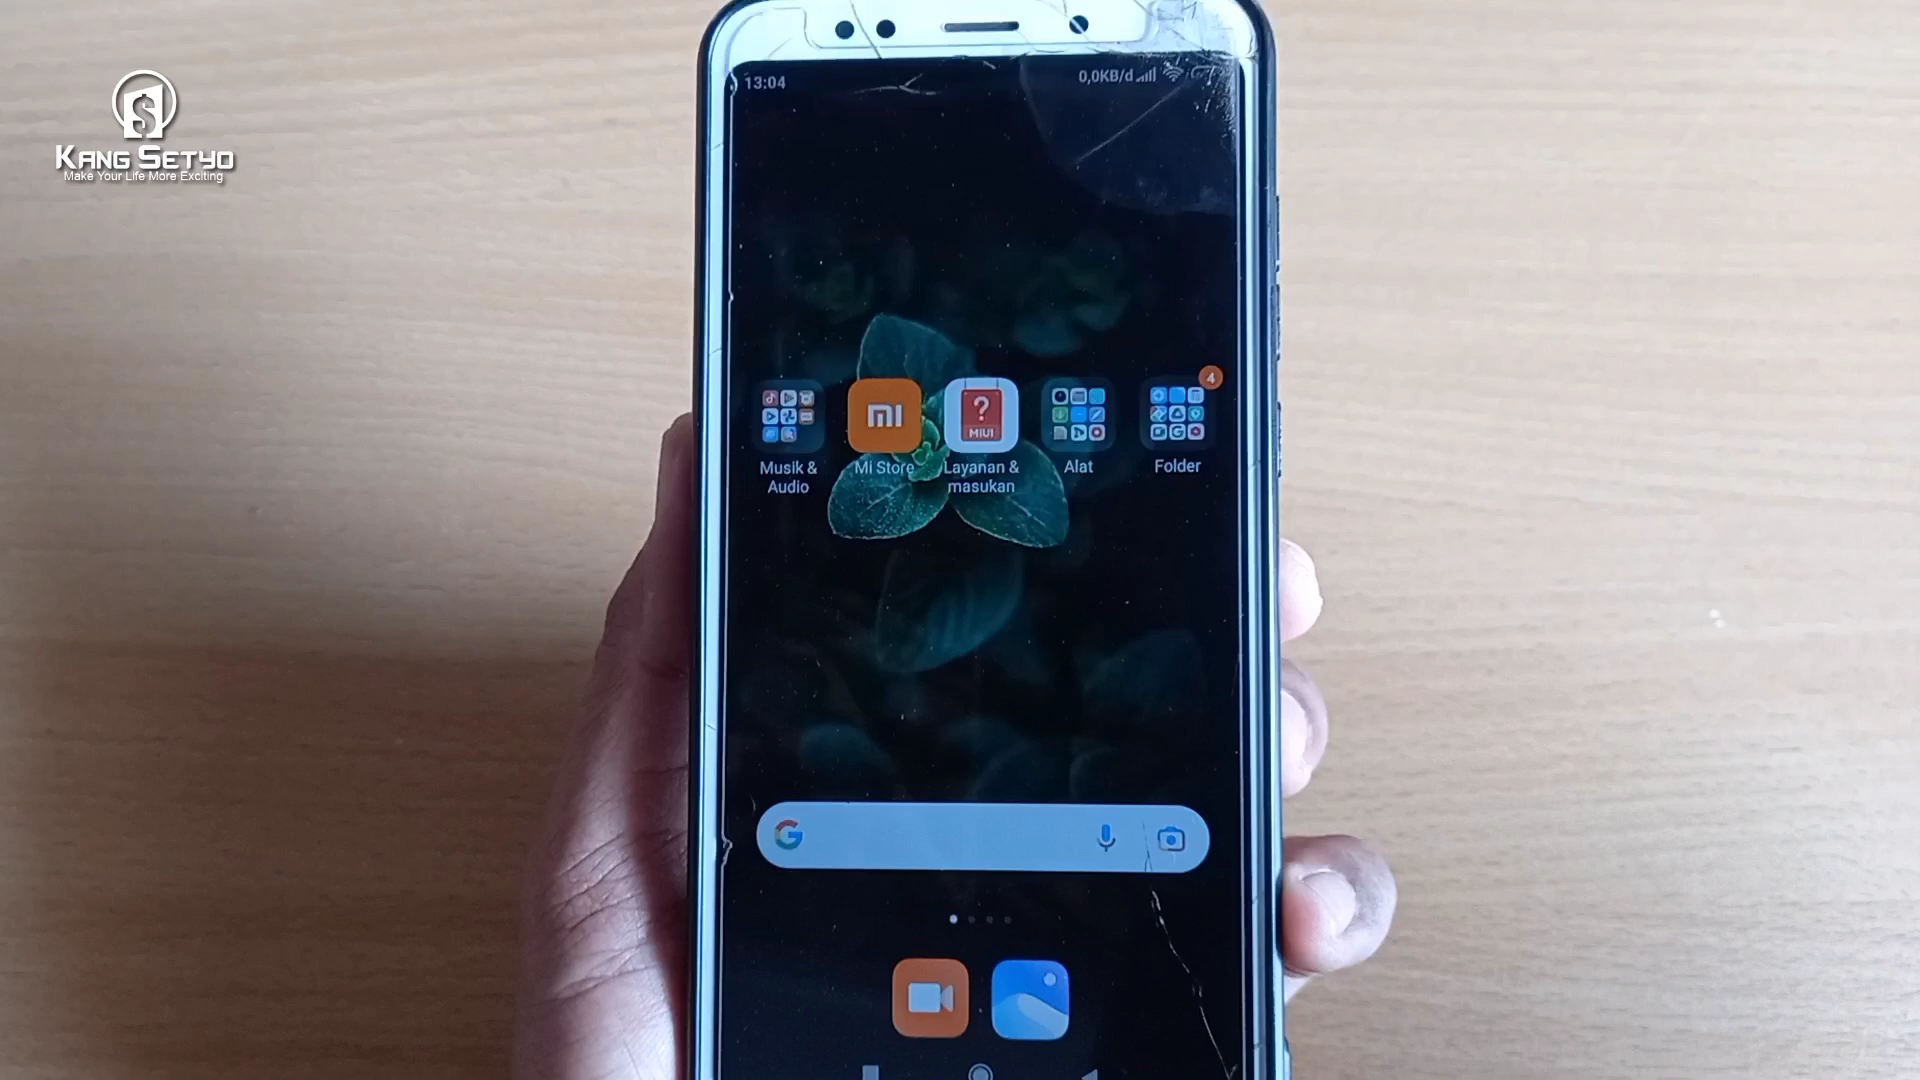 KANG SETYO
Make Your Life More Exciting
13:04
0,0KB/d
mi
?
MIUI
4
Musik & Audio
Mi Store
Layanan & masukan
Alat
Folder
G